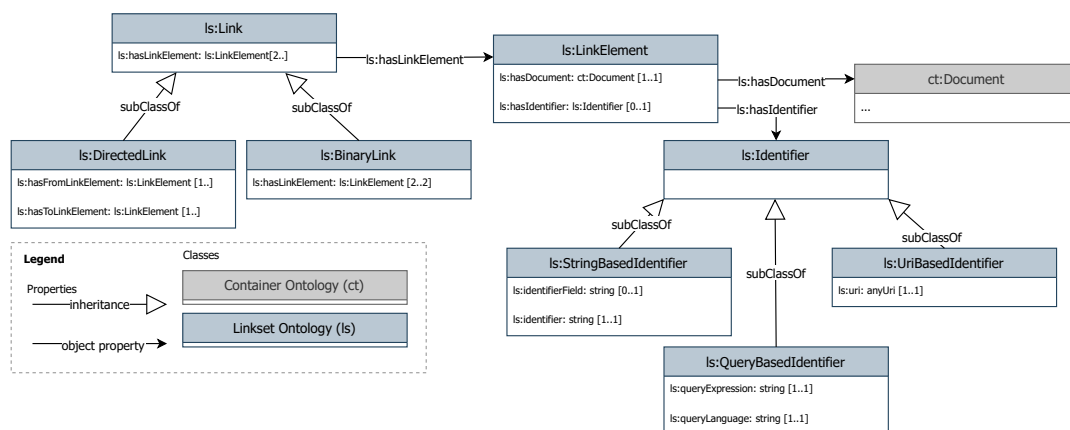 ls:Link
ls:hasLinkElement: ls:LinkElement[2..]
ls:hasLinkElement
ls:LinkElement
ls:hasDocument: ct:Document [1..1]
ls:hasIdentifier: ls:Identifier [0..1]
ls:hasDocument
ct:Document
...
ls:hasIdentifier
subClassOf
subClassOf
ls:DirectedLink
ls:hasFromLinkElement: ls:LinkElement [1..]
ls:hasToLinkElement: ls:LinkElement [1..]
ls:BinaryLink
ls:hasLinkElement: ls:LinkElement [2..2]
ls:Identifier
subClassOf
subClassOf
subClassOf
ls:StringBasedIdentifier
ls:identifierField: string [0..1]
ls:identifier: string [1..1]
ls:UriBasedIdentifier
ls:uri: anyUri [1..1]
ls:QueryBasedIdentifier
ls:queryExpression: string [1..1]
ls:queryLanguage: string [1..1]
Legend
Classes
Properties
inheritance
object property
Container Ontology (ct)
Linkset Ontology (ls)